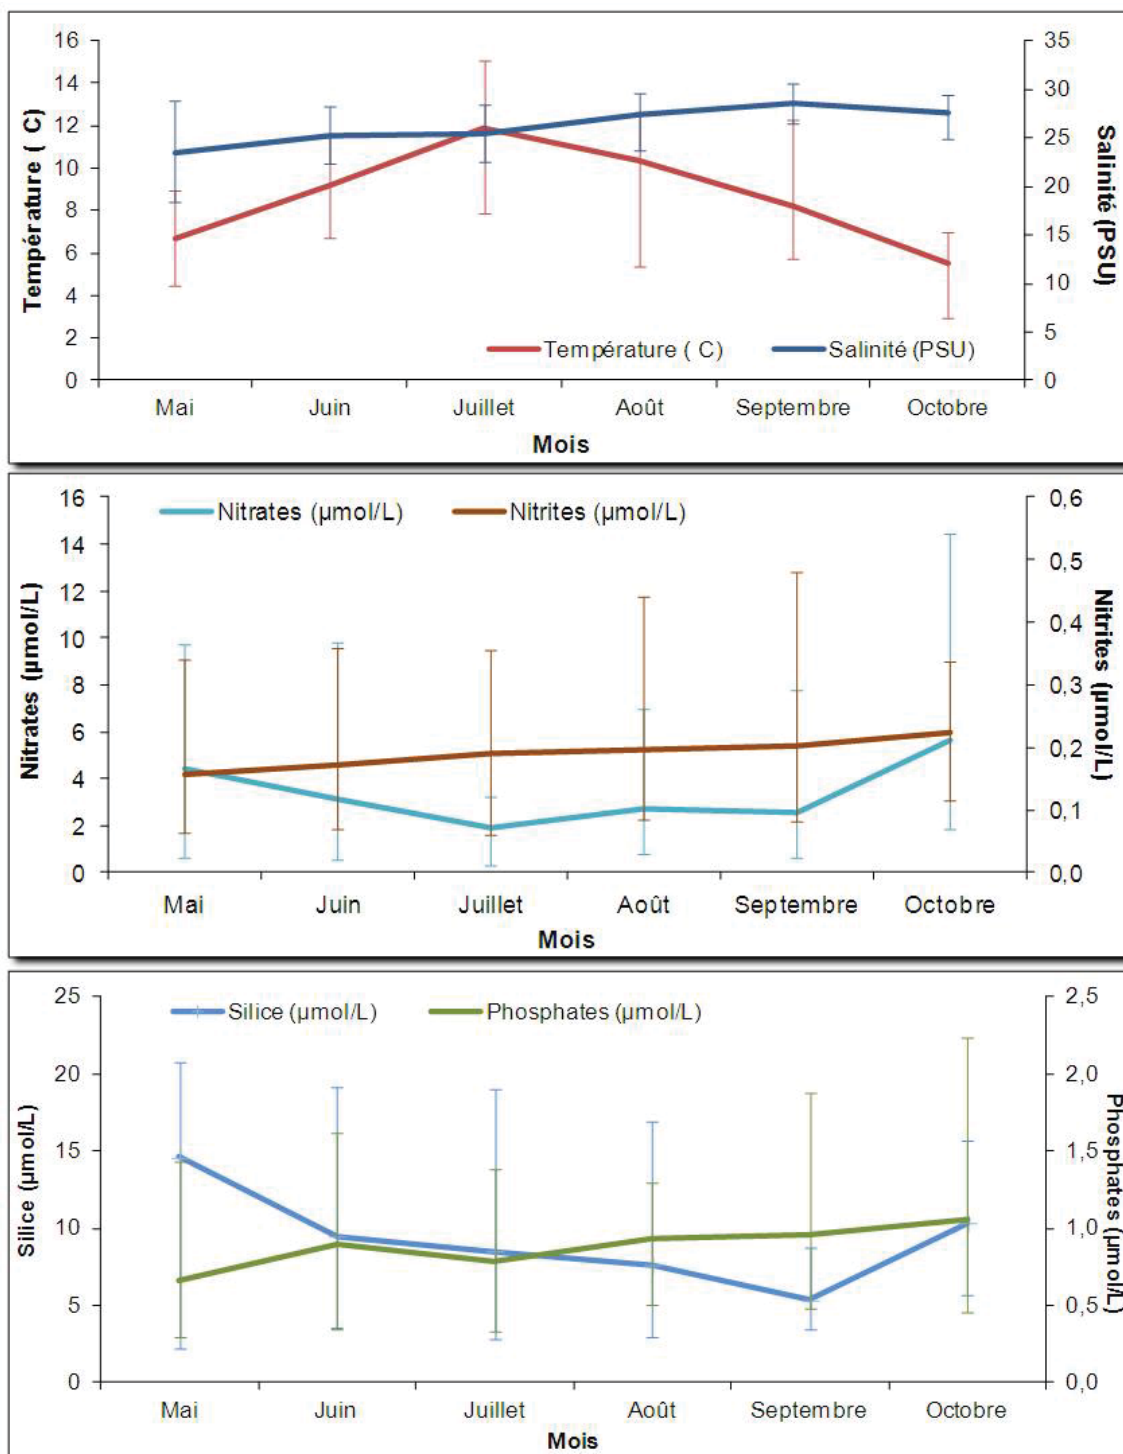 16
14
12
10
8
6
4
2
0
Température ( C)
35
30
25
20
15
10
5
0
Salinité (PSU)
Température ( C)
Salinité (PSU)
Mai Juin Juillet Août Septembre Octobre
Mois
Nitrates (µmol/L)
Nitrites (µmol/L)
16
14
12
10
8
6
4
2
0
Nitrates (µmol/L)
0,6
0,5
0,4
0,3
0,2
0,1
0,0
Nitrites (µmol/L)
Mai Juin Juillet Août Septembre Octobre
Mois
Silice (µmol/L)
Phosphates (µmol/L)
25
20
15
10
5
0
Silice (µmol/L)
2,5
2,0
1,5
1,0
0,5
0,0
Phosphates (µmol/L)
Mai Juin Juillet Août Septembre Octobre
Mois